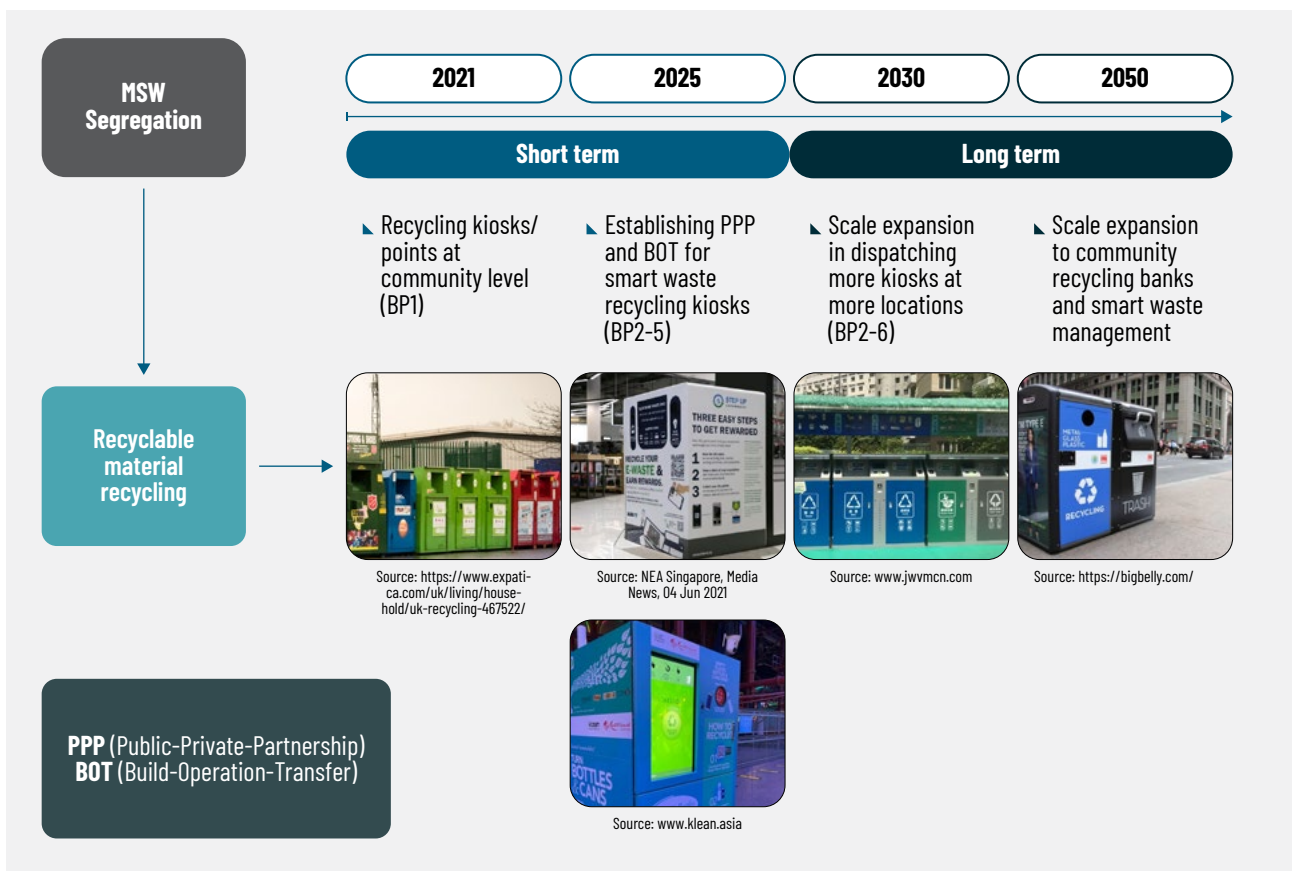 MSW
Segregation
2021
2025
2030
2050
Short term
Long term
Recycling kiosks/
points at
community level
(BP1)
Establishing PPP
and BOT for
smart waste
recycling kiosks
(BP2-5)
Scale expansion
in dispatching
more kiosks at
more locations
(BP2-6)
Scale expansion
to community
recycling banks
and smart waste
management
Recyclable
material
recycling
STEP UP
THREE EASY STEPS
TO GET REWARDED
1
2
3
RECYCLE YOUR
E-WASTE &
EARN REWARDS.
METAL
GLASS
PLASTIC
RECYCLING
TRASH
Source: https://www.expati-
ca.com/uk/living/house-
hold/uk-recycling-467522/
Source: NEA Singapore, Media
News, 04 Jun 2021
Source: www.jwvmcn.com
Source: https://bigbelly.com/
HOW TO
RECYCLE?
BOTTLES
& CANS
Source: www.klean.asia
PPP (Public-Private-Partnership)
BOT (Build-Operation-Transfer)